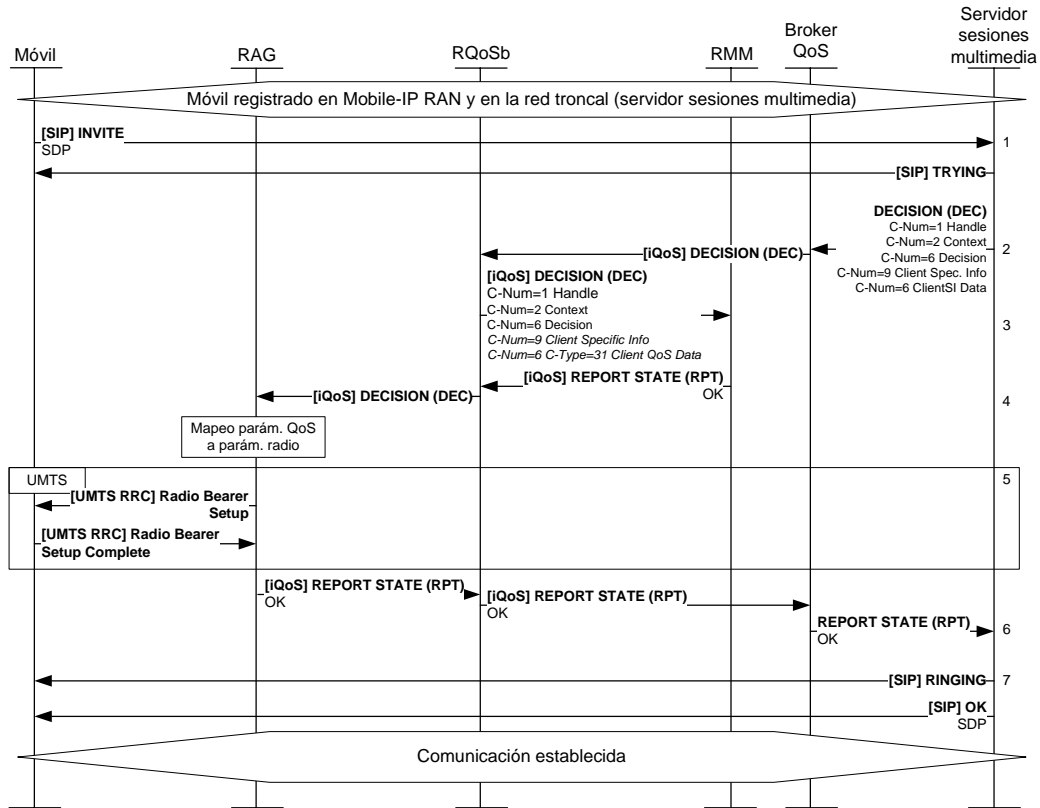 Servidor
sesiones
multimedia
Broker
QoS
Móvil
RAG
RQoSb
RMM
Móvil registrado en Mobile-IP RAN y en la red troncal (servidor sesiones multimedia)
[SIP] INVITE
SDP
1
[SIP] TRYING
DECISION (DEC)
C-Num=1 Handle
C-Num=2 Context
C-Num=6 Decision
C-Num=9 Client Spec. Info
C-Num=6 ClientSI Data
2
[iQoS] DECISION (DEC)
[iQoS] DECISION (DEC)
C-Num=1 Handle
C-Num=2 Context
C-Num=6 Decision
C-Num=9 Client Specific Info
C-Num=6 C-Type=31 Client QoS Data
3
[iQoS] REPORT STATE (RPT)
OK
[iQoS] DECISION (DEC)
4
Mapeo parám. QoS
a parám. radio
UMTS
5
[UMTS RRC] Radio Bearer
Setup
[UMTS RRC] Radio Bearer
Setup Complete
[iQoS] REPORT STATE (RPT)
OK
[iQoS] REPORT STATE (RPT)
OK
REPORT STATE (RPT)
OK
6
[SIP] RINGING
7
[SIP] OK
SDP
Comunicación establecida